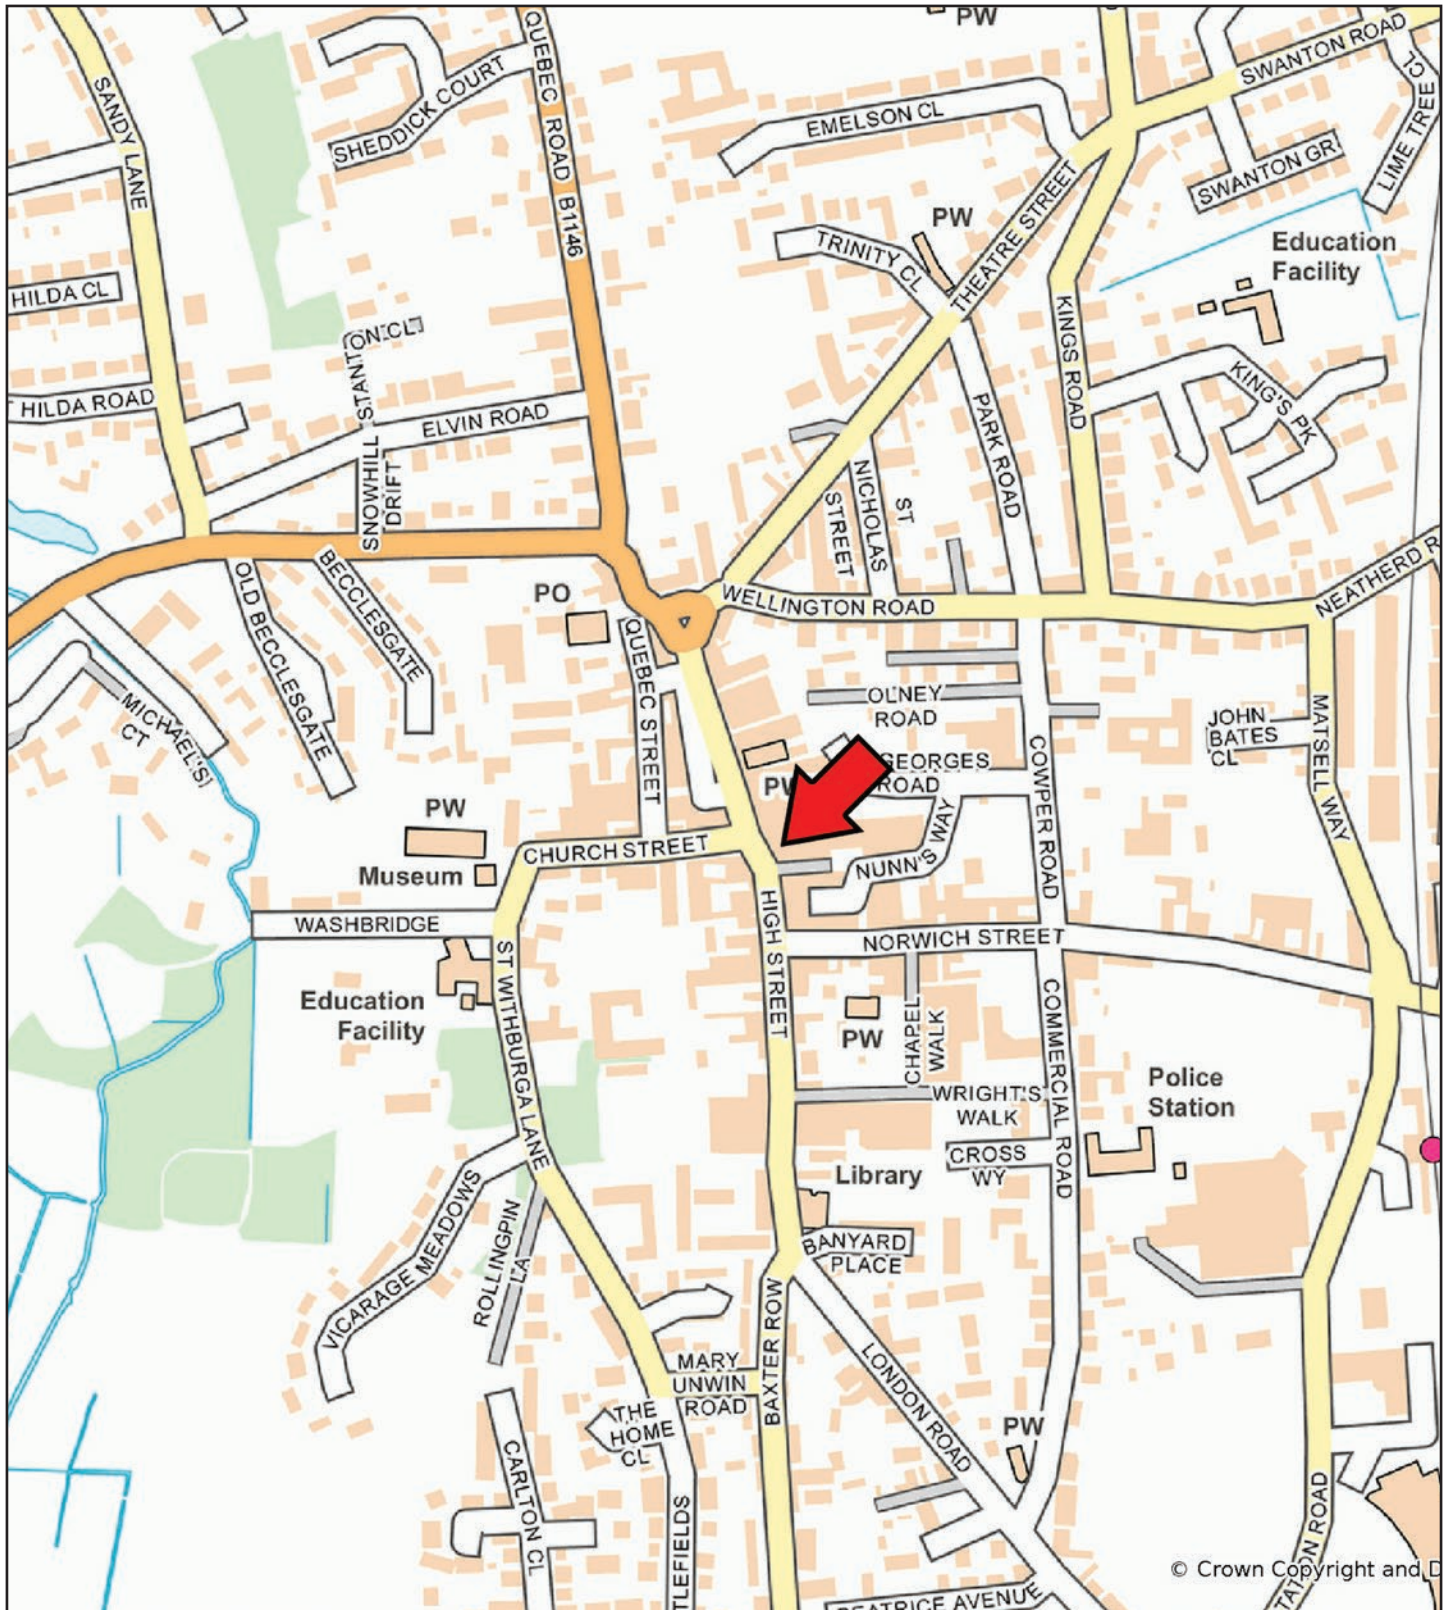 PW
SWANTON ROAD
QUEBEC ROAD B1146
SANDY LANE
SHEDDICK COURT
EMELSON CL
LIME TREE CL
SWANTON GR
THEATRE STREET
PW
TRINITY CL
Education
Facility
HILDA CL
STANTON CL
KINGS ROAD
KING'S PK
HILDA ROAD
ELVIN ROAD
PARK ROAD
SNOWHILL
DRIFT
NICHOLAS
STREET
ST
OLD BECCLESGATE
BECCLESGATE
PO
QUEBEC STREET
WELLINGTON ROAD
NEATHERD R
MICHAEL'S
CT
OLNEY
ROAD
JOHN
BATES
CL
MATSELL WAY
GEORGES
ROAD
COWPER ROAD
PW
NUNN'S WAY
PW
CHURCH STREET
Museum
WASHBRIDGE
HIGH STREET
NORWICH STREET
ST WITHBURGA LANE
Education
Facility
PW
CHAPEL
WALK
COMMERCIAL ROAD
Police
Station
WRIGHT'S
WALK
CROSS
WY
Library
VICARAGE MEADOWS
ROLLINGPIN
LA
BANYARD
PLACE
BAXTER ROW
LONDON ROAD
MARY
UNWIN
ROAD
THE
HOME
CL
PW
CARLTON CL
TLEFIELDS
EATRICE AVENUE
ATION ROAD
© Crown Copyright and D